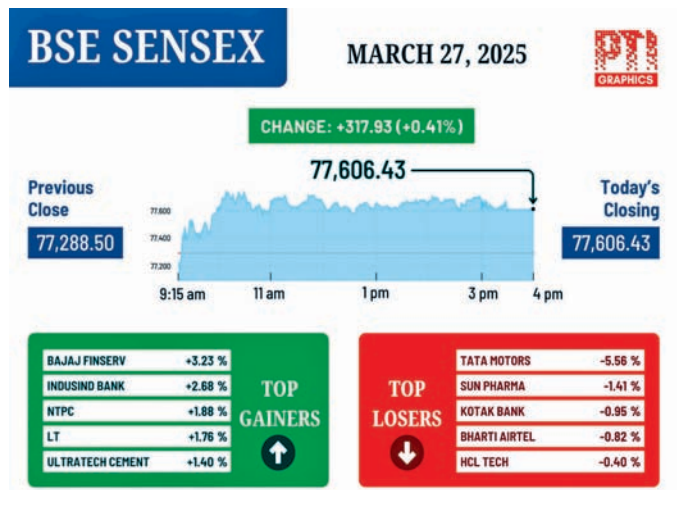 BSE SENSEX
MARCH 27, 2025
PTI
GRAPHICS
CHANGE: +317.93 (+0.41%)
77,606.43
Previous
Close
77,288.50
Today's
Closing
77,606.43
77,600
77,400
77,200
9:15 am 11 am 1 pm 3 pm 4 pm
BAJAJ FINSERV +3.23 %
INDUSIND BANK +2.68 %
NTPC +1.88 %
LT +1.76 %
ULTRATECH CEMENT +1.40 %
TOP
GAINERS
TOP
LOSERS
TATA MOTORS -5.56 %
SUN PHARMA -1.41 %
KOTAK BANK -0.95 %
BHARTI AIRTEL -0.82 %
HCL TECH -0.40 %